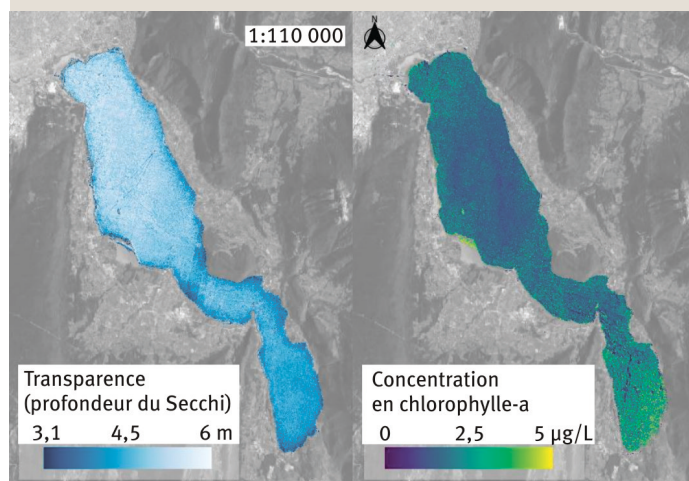 1:110 000
N
Transparence
(profondeur du Secchi)
3,1 4,5 6 m
Concentration
en chlorophylle-a
0 2,5 5 µg/L